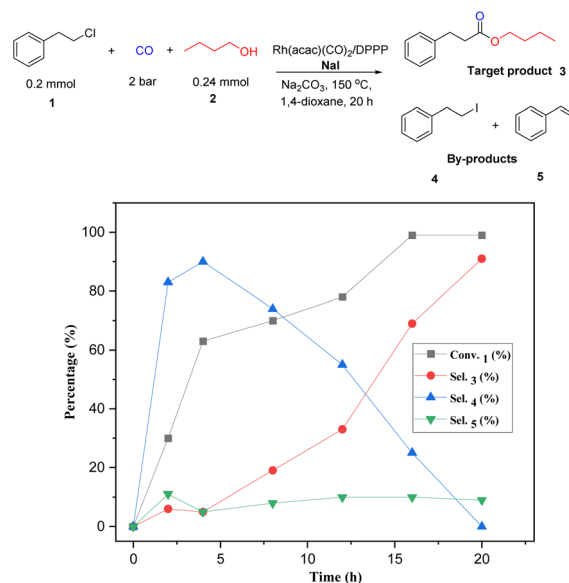 Cl
O
+ CO + OH Rh(acac)(CO)2/DPPP
NaI
O
0.2 mmol 2 bar 0.24 mmol Na2CO3, 150 °C,
Target product 3
1 2 1,4-dioxane, 20 h
I
+
By-products
4 5
100
80
60
40
20
0
Percentage (%)
Conv. 1 (%)
Sel. 3 (%)
Sel. 4 (%)
Sel. 5 (%)
0 5 10 15 20
Time (h)